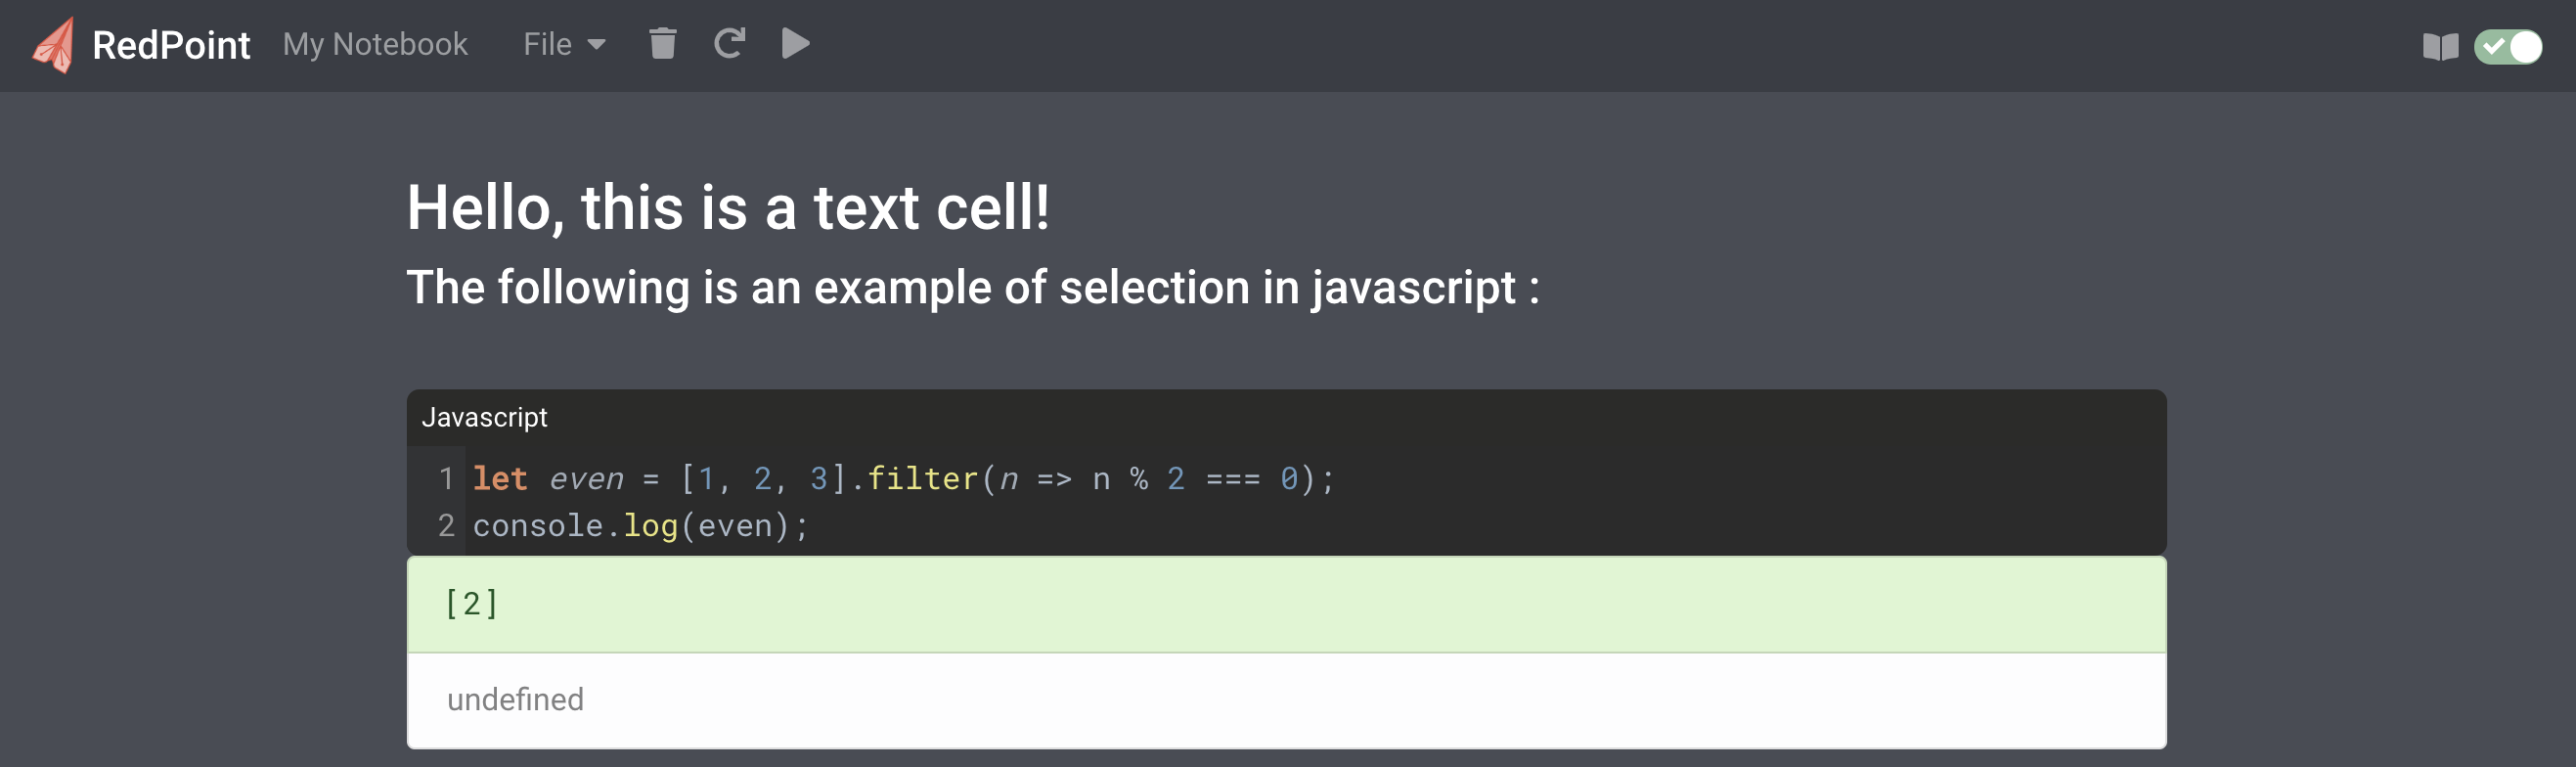 RedPoint My Notebook File
Hello, this is a text cell!
The following is an example of selection in javascript :
Javascript
1 let even = [1, 2, 3].filter(n => n % 2 === 0);
2 console.log(even);
[2]
undefined